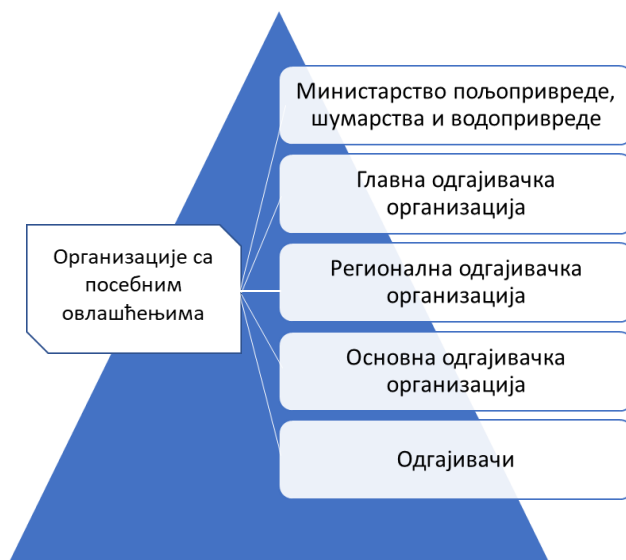 Министарство пољопривреде,
шумарства и водопривреде
Главна одгајивачка
организација
Организације са
посебним
овлашћењима
Регионална одгајивачка
организација
Основна одгајивачка
организација
Одгајивачи